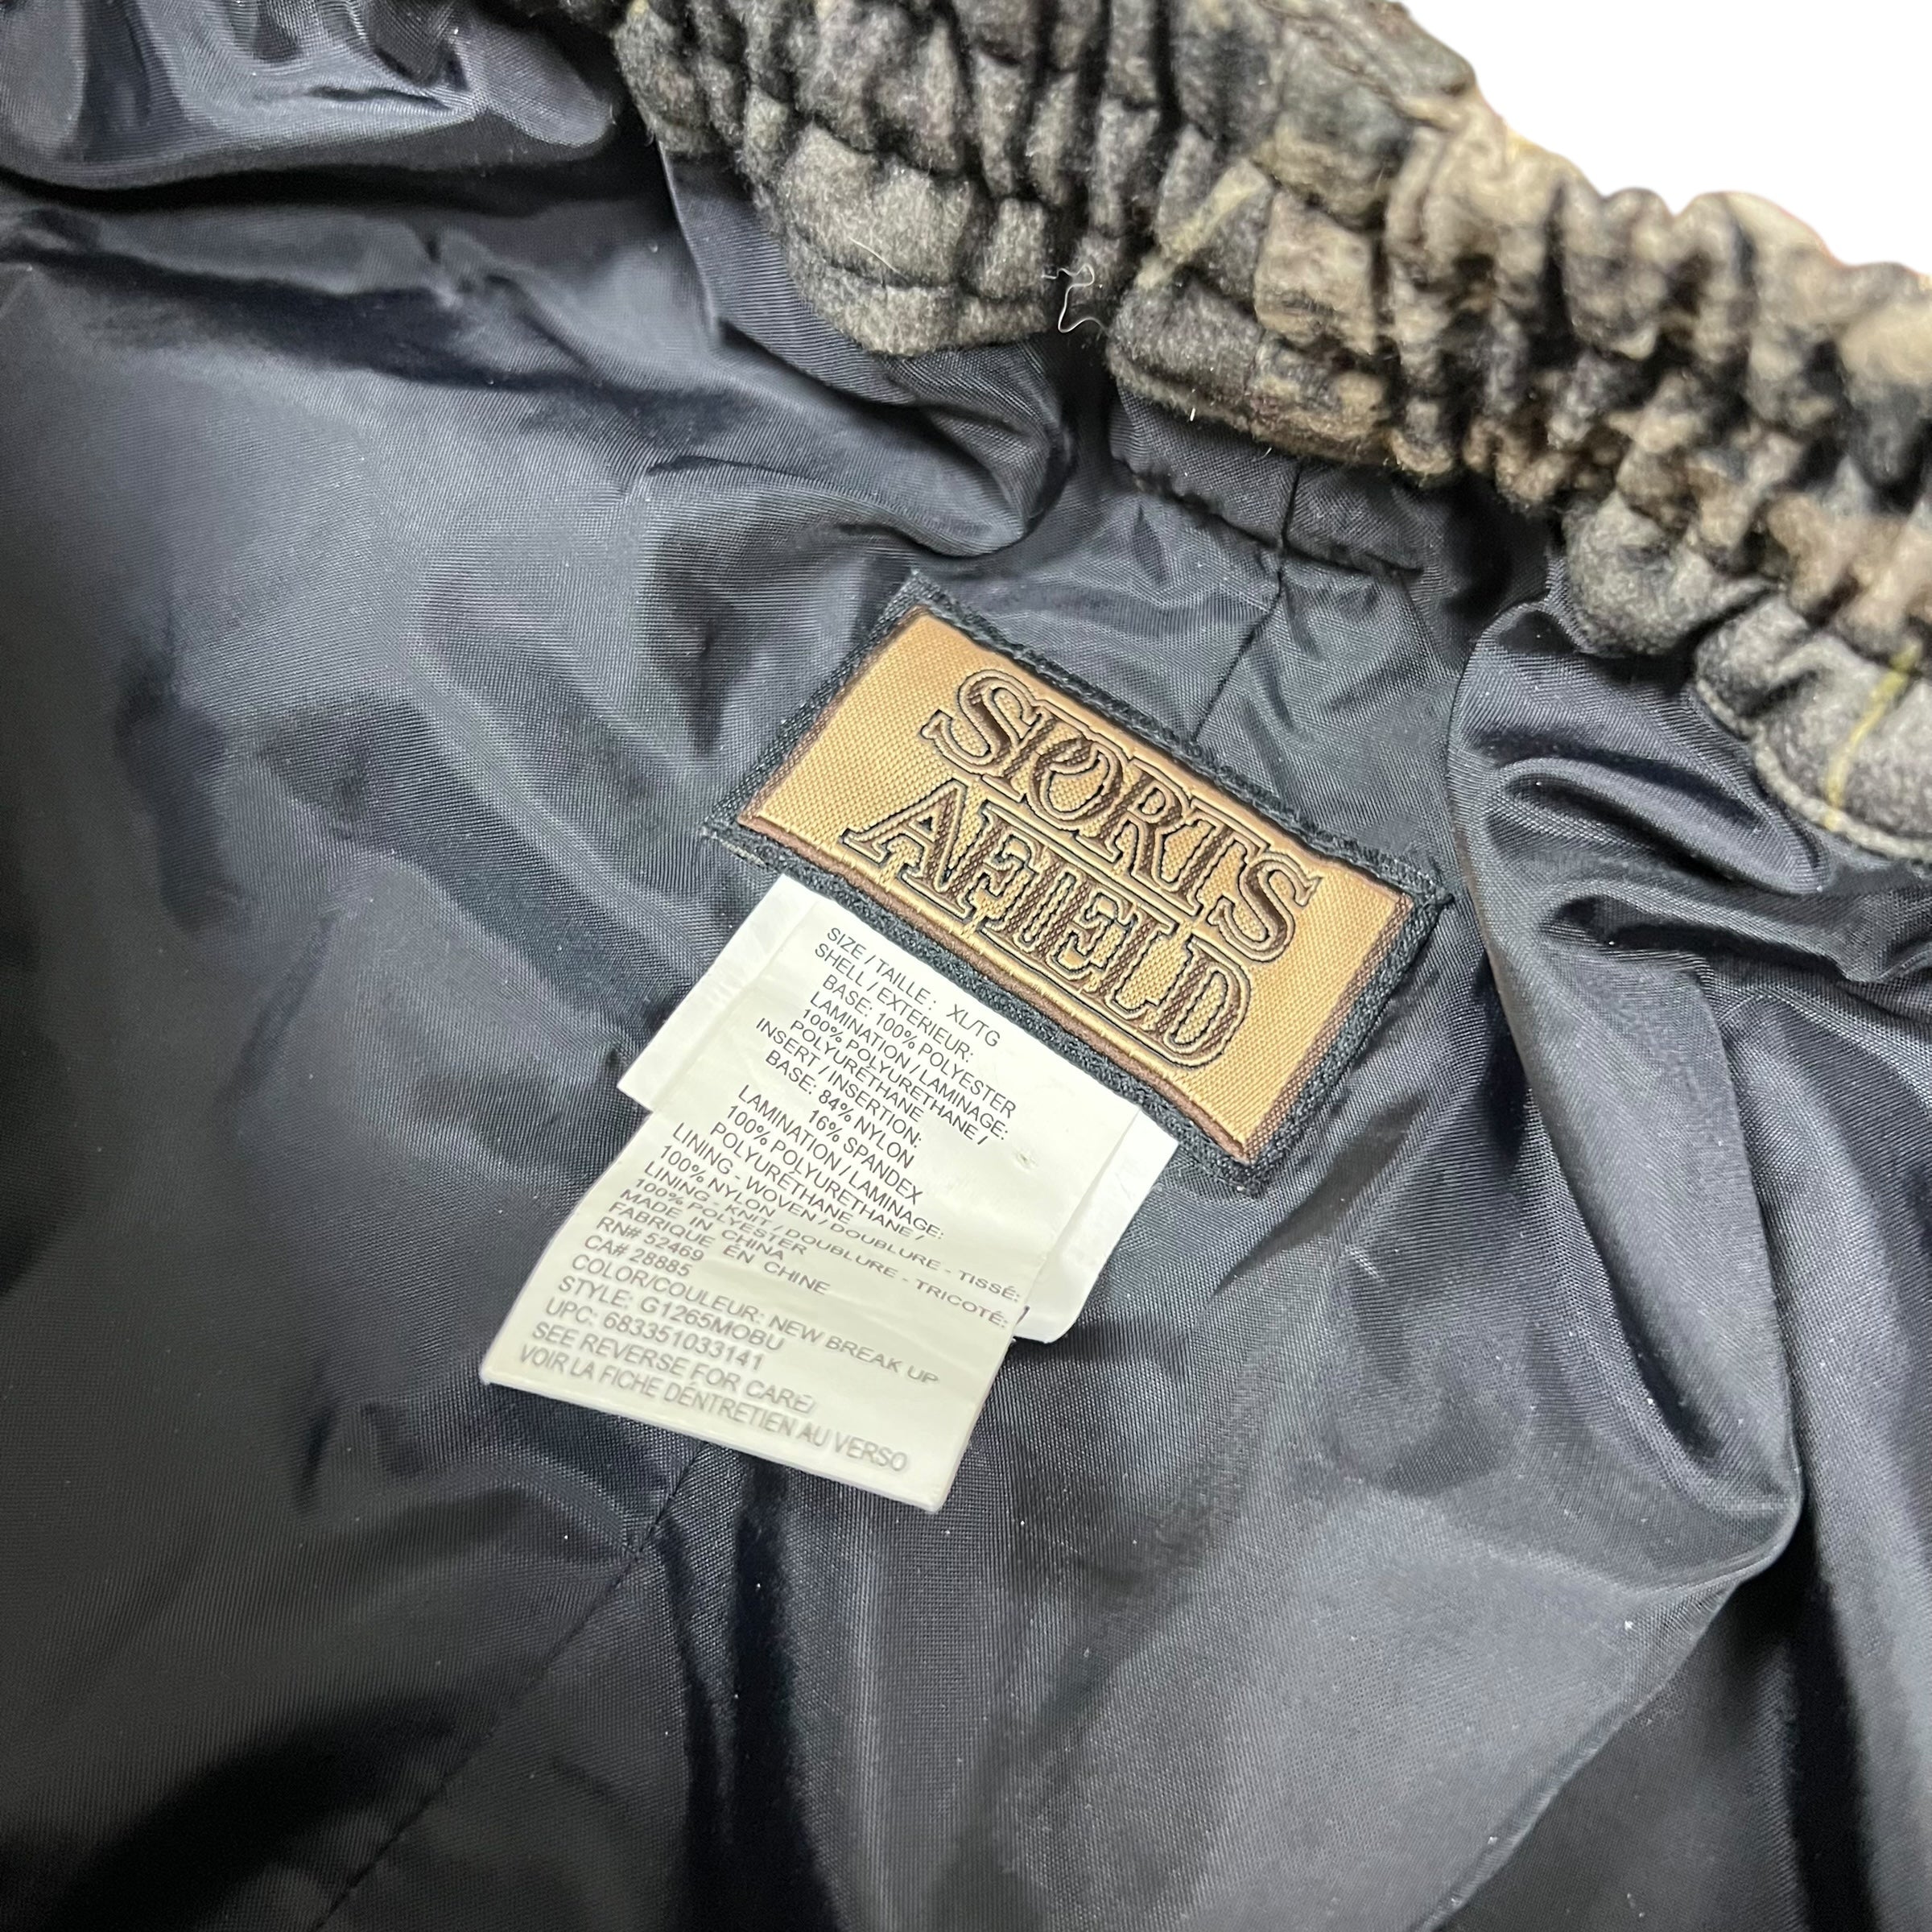 SPORTS
AFIELD
SIZE / TAILLE: XL/TG
SHELL / EXTERIEUR:
BASE: 100% POLYESTER
LAMINATION / LAMINAGE:
100% POLYURETHANE /
POLYURÉTHANE
INSERT / INSERTION:
BASE: 84% NYLON
16% SPANDEX
LAMINATION / LAMINAGE:
100% POLYURETHANE /
POLYURÉTHANE
LINING - WOVEN / DOUBLURE - TISSÉ:
100% NYLON
LINING-KNIT / DOUBLURE - TRICOTÉ:
100% POLYESTER
MADE IN CHINA
FABRIQUE EN CHINE
RN# 52469
CA# 28885
COLOR/COULEUR: NEW BREAK UP
STYLE: G1265MOBU
UPC: 683351033141
SEE REVERSE FOR CARE/
VOIR LA FICHE DÉNTRETIEN AU VERSO